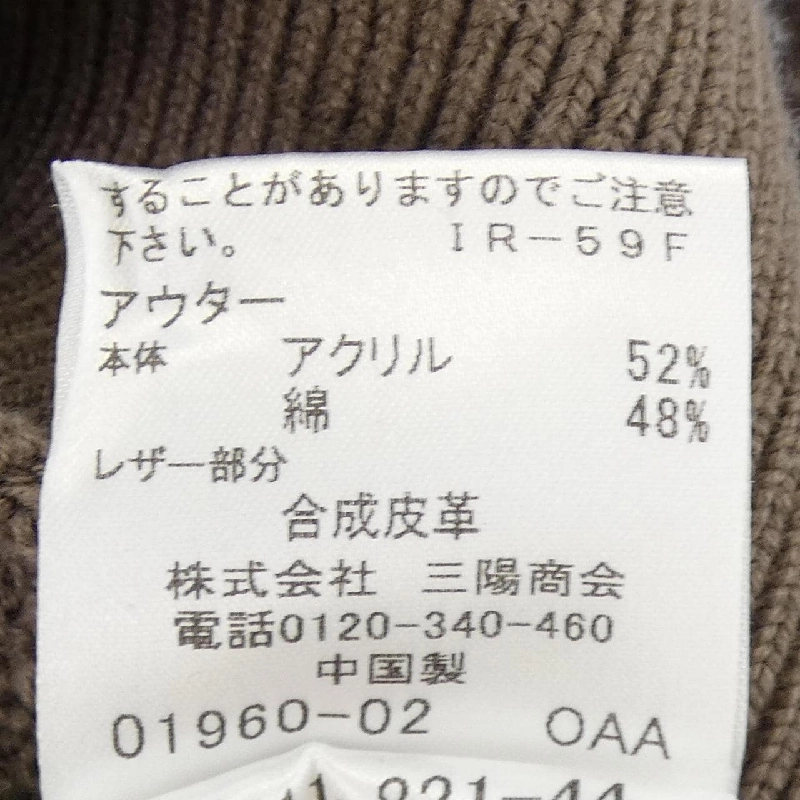 することがありますのでご注意
下さい。 IR−59F
アウター
本体 アクリル 52%
綿 48%
レザー部分
合成皮革
株式会社 三陽商会
電話0120−340−460
中国製
01960−02 OAA